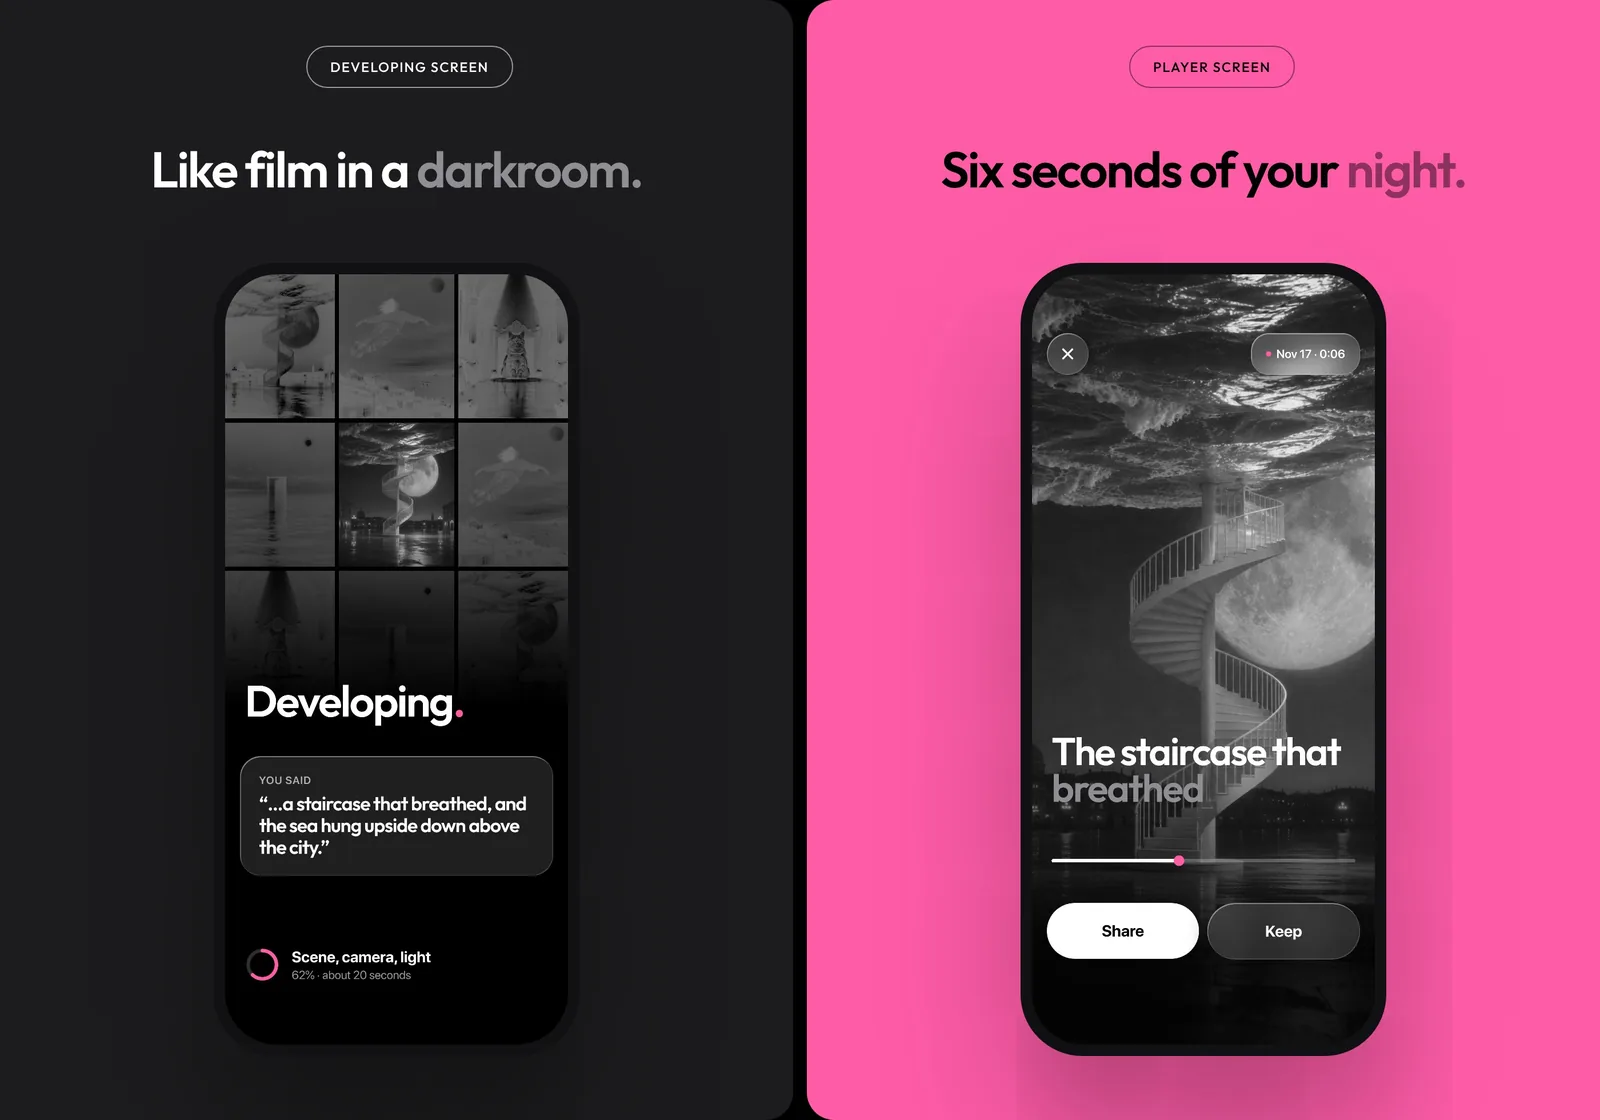 DEVELOPING SCREEN
Like film in a darkroom.
Developing.
YOU SAID
“...a staircase that breathed, and
the sea hung upside down above
the city.”
Scene, camera, light
62% · about 20 seconds
PLAYER SCREEN
Six seconds of your night.
Nov 17 · 0:06
The staircase that
breathed
Share
Keep